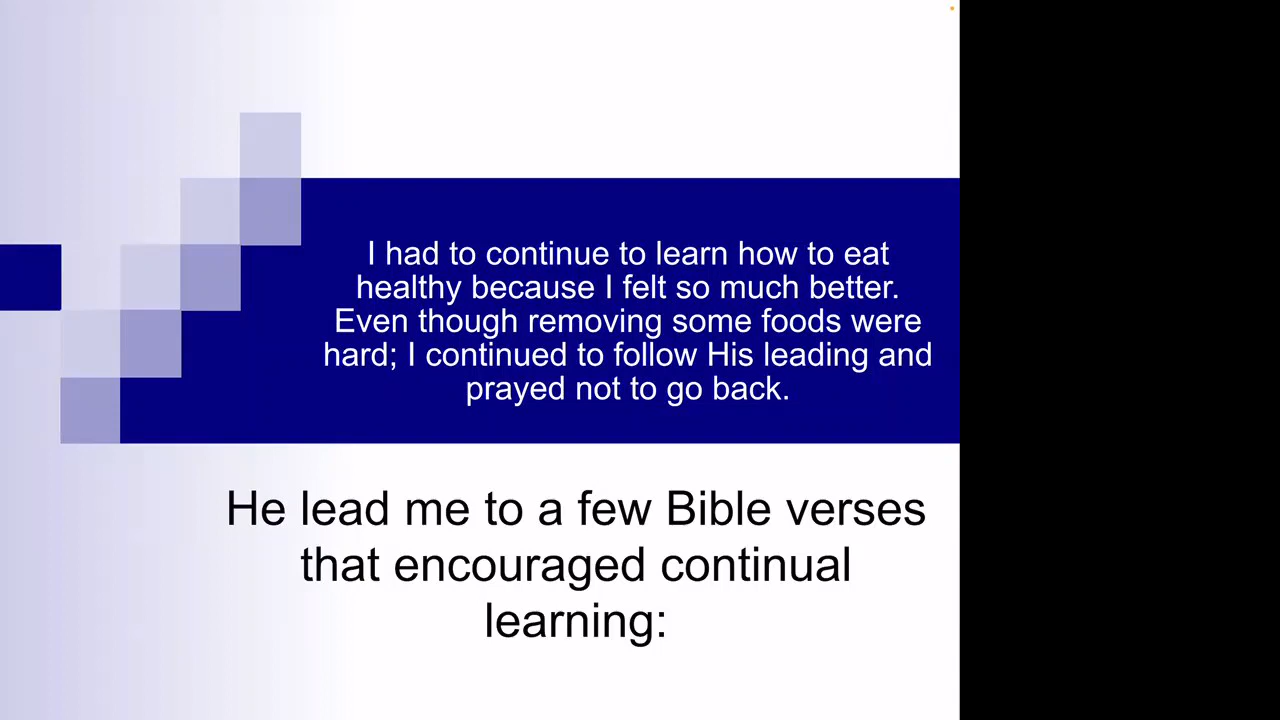 I had to continue to learn how to eat
healthy because I felt so much better.
Even though removing some foods were
hard; I continued to follow His leading and
prayed not to go back.
He lead me to a few Bible verses
that encouraged continual
learning: